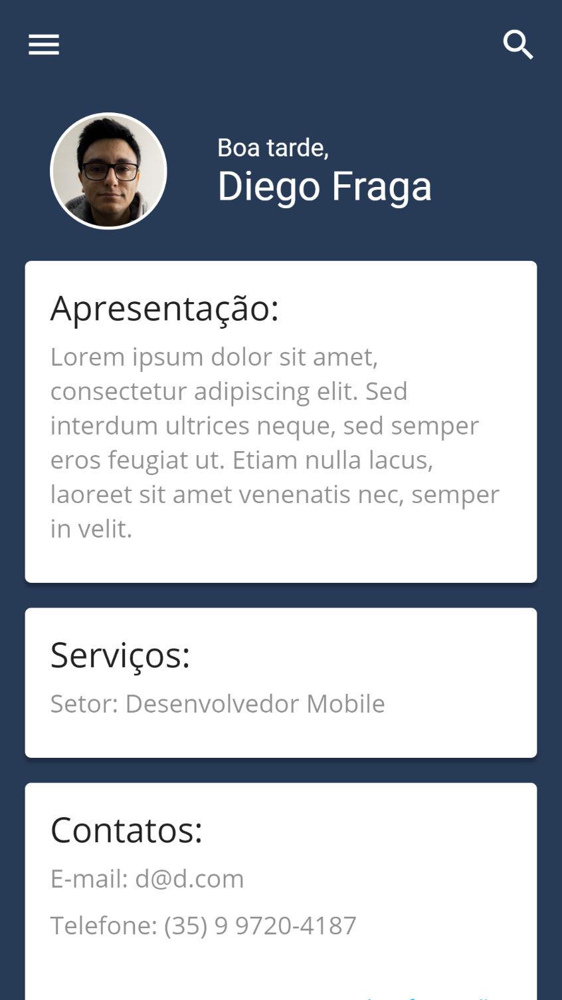 Boa tarde,
Diego Fraga
Apresentação:
Lorem ipsum dolor sit amet,
consectetur adipiscing elit. Sed
interdum ultrices neque, sed semper
eros feugiat ut. Etiam nulla lacus,
laoreet sit amet venenatis nec, semper
in velit.
Serviços:
Setor: Desenvolvedor Mobile
Contatos:
E-mail: d@d.com
Telefone: (35) 9 9720-4187